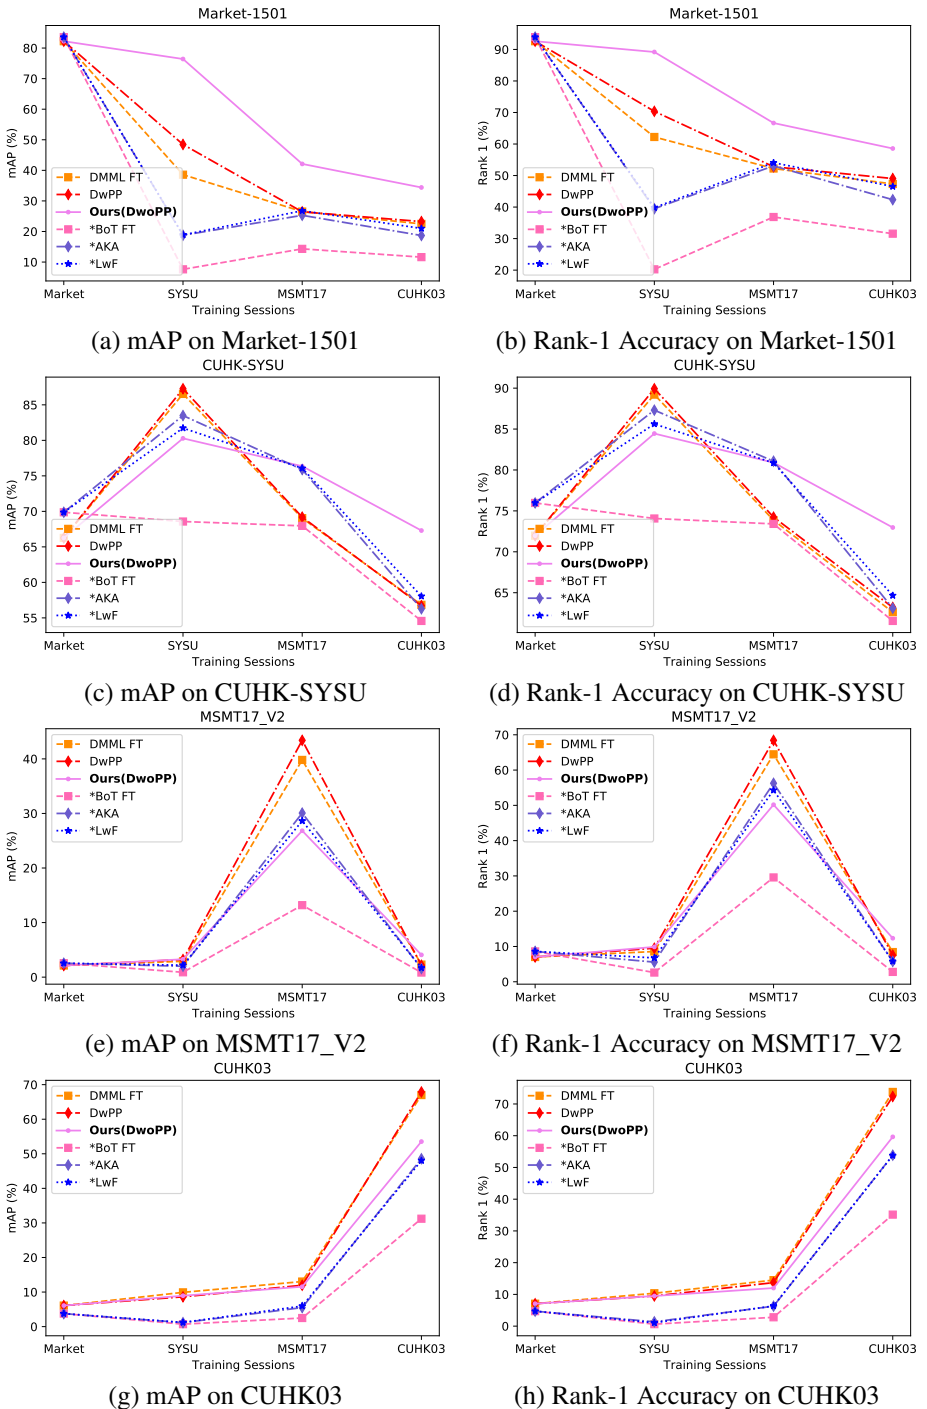 Market-1501
mAP (%)
80
70
60
50
40
30
20
10
DMML FT
DwPP
Ours(DwoPP)
*BoT FT
*AKA
*LwF
Market SYSU MSMT17 CUHK03
Training Sessions
(a) mAP on Market-1501
Market-1501
Rank 1 (%)
90
80
70
60
50
40
30
20
DMML FT
DwPP
Ours(DwoPP)
*BoT FT
*AKA
*LwF
Market SYSU MSMT17 CUHK03
Training Sessions
(b) Rank-1 Accuracy on Market-1501
CUHK-SYSU
mAP (%)
85
80
75
70
65
60
55
DMML FT
DwPP
Ours(DwoPP)
*BoT FT
*AKA
*LwF
Market SYSU MSMT17 CUHK03
Training Sessions
(c) mAP on CUHK-SYSU
CUHK-SYSU
Rank 1 (%)
90
85
80
75
70
65
DMML FT
DwPP
Ours(DwoPP)
*BoT FT
*AKA
*LwF
Market SYSU MSMT17 CUHK03
Training Sessions
(d) Rank-1 Accuracy on CUHK-SYSU
MSMT17_V2
mAP (%)
40
30
20
10
0
DMML FT
DwPP
Ours(DwoPP)
*BoT FT
*AKA
*LwF
Market SYSU MSMT17 CUHK03
Training Sessions
(e) mAP on MSMT17_V2
MSMT17_V2
Rank 1 (%)
70
60
50
40
30
20
10
0
DMML FT
DwPP
Ours(DwoPP)
*BoT FT
*AKA
*LwF
Market SYSU MSMT17 CUHK03
Training Sessions
(f) Rank-1 Accuracy on MSMT17_V2
CUHK03
mAP (%)
70
60
50
40
30
20
10
0
DMML FT
DwPP
Ours(DwoPP)
*BoT FT
*AKA
*LwF
Market SYSU MSMT17 CUHK03
Training Sessions
(g) mAP on CUHK03
CUHK03
Rank 1 (%)
70
60
50
40
30
20
10
0
DMML FT
DwPP
Ours(DwoPP)
*BoT FT
*AKA
*LwF
Market SYSU MSMT17 CUHK03
Training Sessions
(h) Rank-1 Accuracy on CUHK03